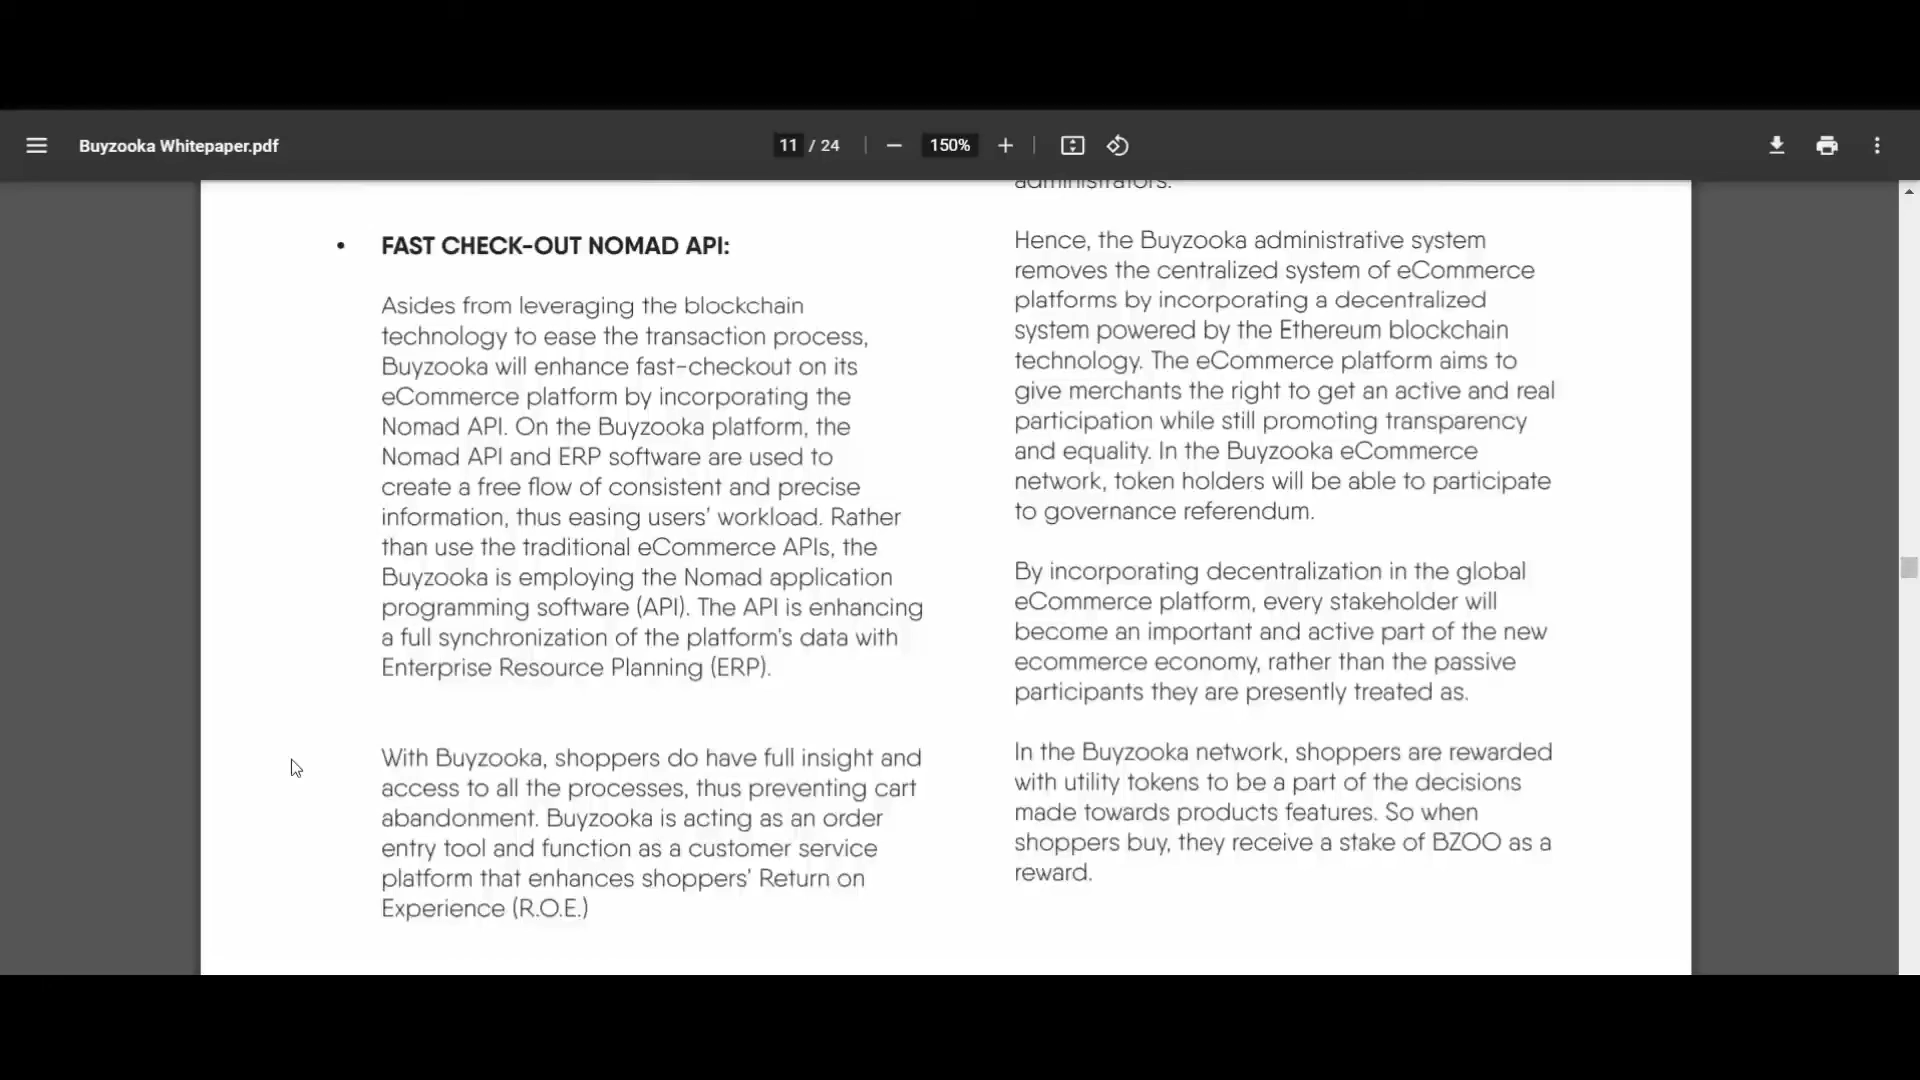 Buyzooka Whitepaper.pdf
11 / 24
150%
FAST CHECK-OUT NOMAD API:
Asides from leveraging the blockchain
technology to ease the transaction process,
Buyzooka will enhance fast-checkout on its
eCommerce platform by incorporating the
Nomad API. On the Buyzooka platform, the
Nomad API and ERP software are used to
create a free flow of consistent and precise
information, thus easing users' workload. Rather
than use the traditional eCommerce APIs, the
Buyzooka is employing the Nomad application
programming software (API). The API is enhancing
a full synchronization of the platform's data with
Enterprise Resource Planning (ERP).
With Buyzooka, shoppers do have full insight and
access to all the processes, thus preventing cart
abandonment. Buyzooka is acting as an order
entry tool and function as a customer service
platform that enhances shoppers' Return on
Experience (R.O.E.)
administrators.
Hence, the Buyzooka administrative system
removes the centralized system of eCommerce
platforms by incorporating a decentralized
system powered by the Ethereum blockchain
technology. The eCommerce platform aims to
give merchants the right to get an active and real
participation while still promoting transparency
and equality. In the Buyzooka eCommerce
network, token holders will be able to participate
to governance referendum.
By incorporating decentralization in the global
eCommerce platform, every stakeholder will
become an important and active part of the new
ecommerce economy, rather than the passive
participants they are presently treated as.
In the Buyzooka network, shoppers are rewarded
with utility tokens to be a part of the decisions
made towards products features. So when
shoppers buy, they receive a stake of BZOO as a
reward.